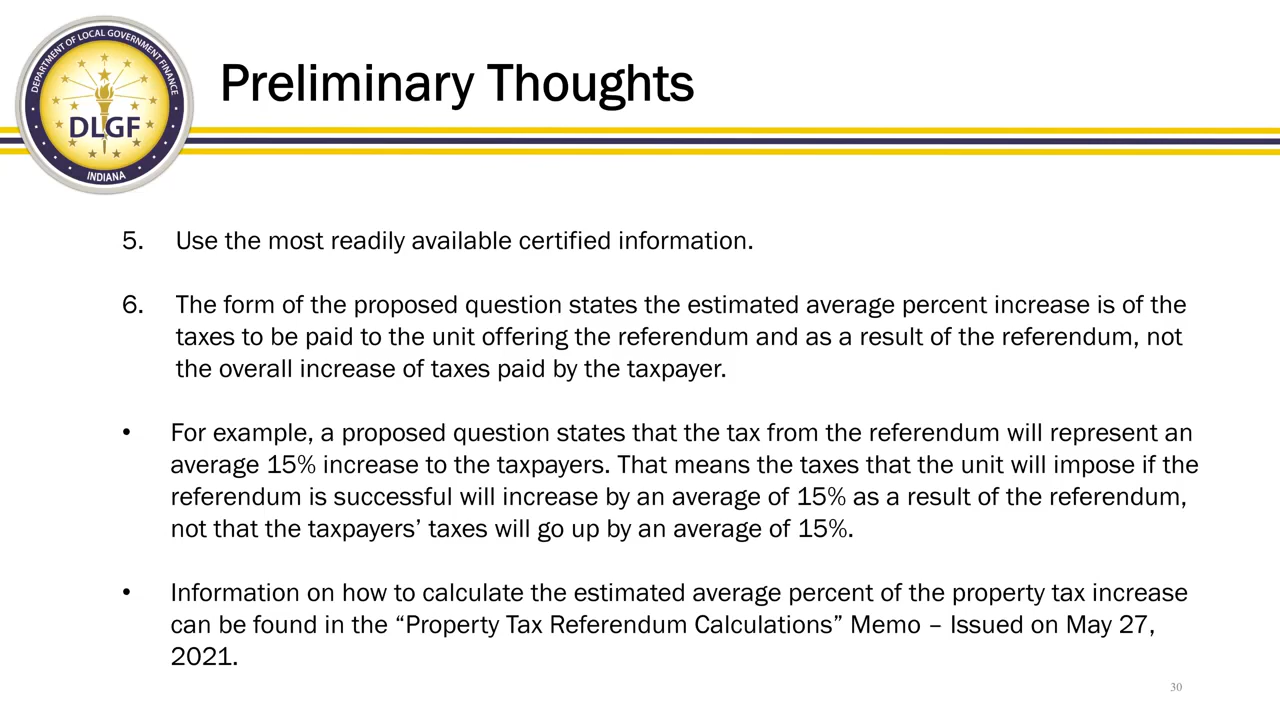 DEPARTMENT OF LOCAL GOVERNMENT FINANCE
DLGF
INDIANA
Preliminary Thoughts
5. Use the most readily available certified information.
6. The form of the proposed question states the estimated average percent increase is of the
taxes to be paid to the unit offering the referendum and as a result of the referendum, not
the overall increase of taxes paid by the taxpayer.
• For example, a proposed question states that the tax from the referendum will represent an
average 15% increase to the taxpayers. That means the taxes that the unit will impose if the
referendum is successful will increase by an average of 15% as a result of the referendum,
not that the taxpayers’ taxes will go up by an average of 15%.
• Information on how to calculate the estimated average percent of the property tax increase
can be found in the “Property Tax Referendum Calculations” Memo – Issued on May 27,
2021.
30